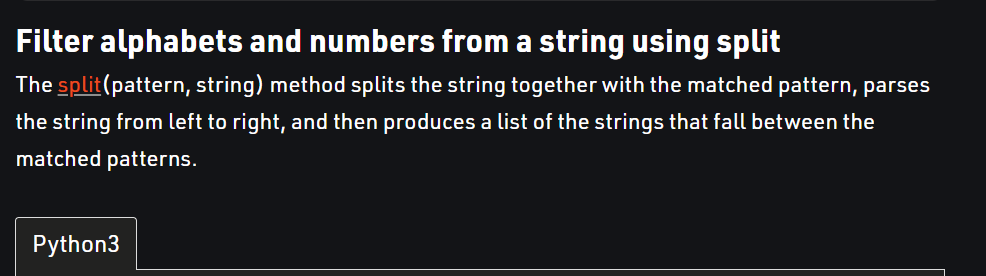 Filter alphabets and numbers from a string using split
The split(pattern, string) method splits the string together with the matched pattern, parses
the string from left to right, and then produces a list of the strings that fall between the
matched patterns.
Python3